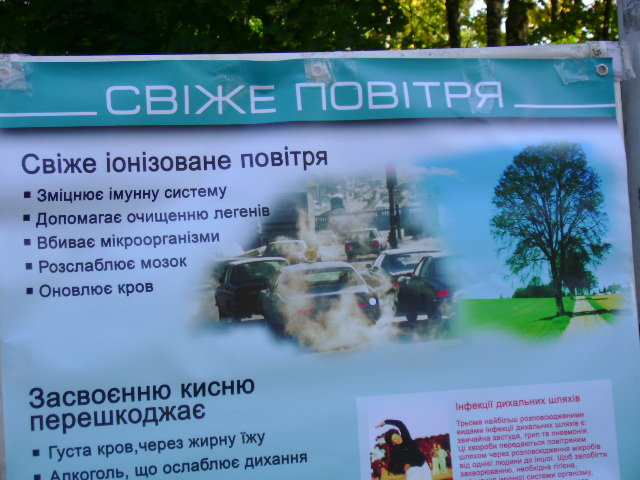 СВІЖЕ ПОВІТРЯ
Свіже іонізоване повітря
▪ Зміцнює імунну систему
▪ Допомагає очищенню легенів
▪ Вбиває мікроорганізми
▪ Розслаблює мозок
▪ Оновлює кров
Засвоєнню кисню
перешкоджає
▪ Густа кров,через жирну їжу
▪ Алкоголь, що ослаблює дихання
Інфекції дихальних шляхів
Трьома найбільш розповсюдженими
видами інфекції дихальних шляхів є
звичайна застуда, грип та пневмонія.
Ці хвороби передаються повітряним
шляхом через розповсюдження мікробів
від однієї людини до іншої. Щоб запобігти
захворюванню, необхідна гігієна,
імунної системи організму,